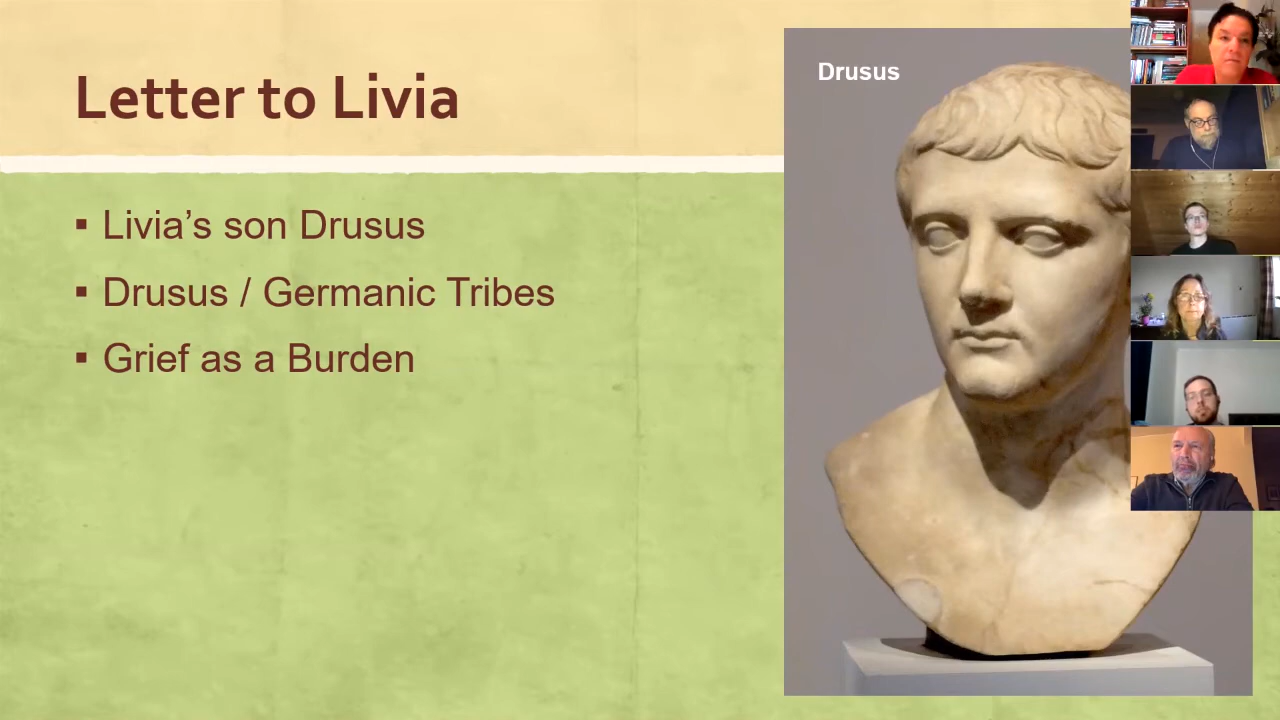 Letter to Livia
▪ Livia’s son Drusus
▪ Drusus / Germanic Tribes
▪ Grief as a Burden
Drusus